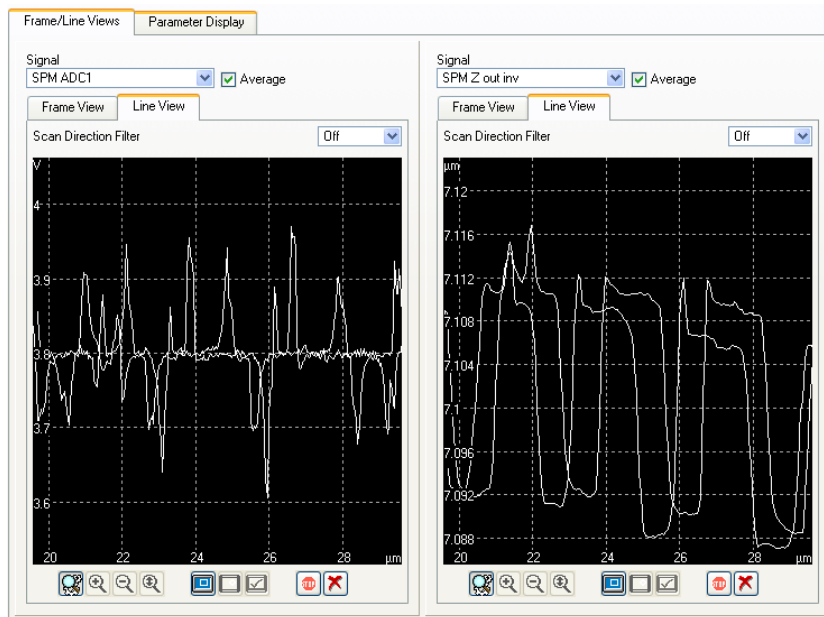 Frame/Line Views Parameter Display
Signal
SPM ADC1 Average
Frame View Line View
Scan Direction Filter Off
V
4
3.9
3.8
3.7
3.6
20 22 24 26 28 µm
Signal
SPM Z out inv Average
Frame View Line View
Scan Direction Filter Off
µm
7.12
7.116
7.112
7.108
7.104
7.1
7.096
7.092
7.088
20 22 24 26 28 µm